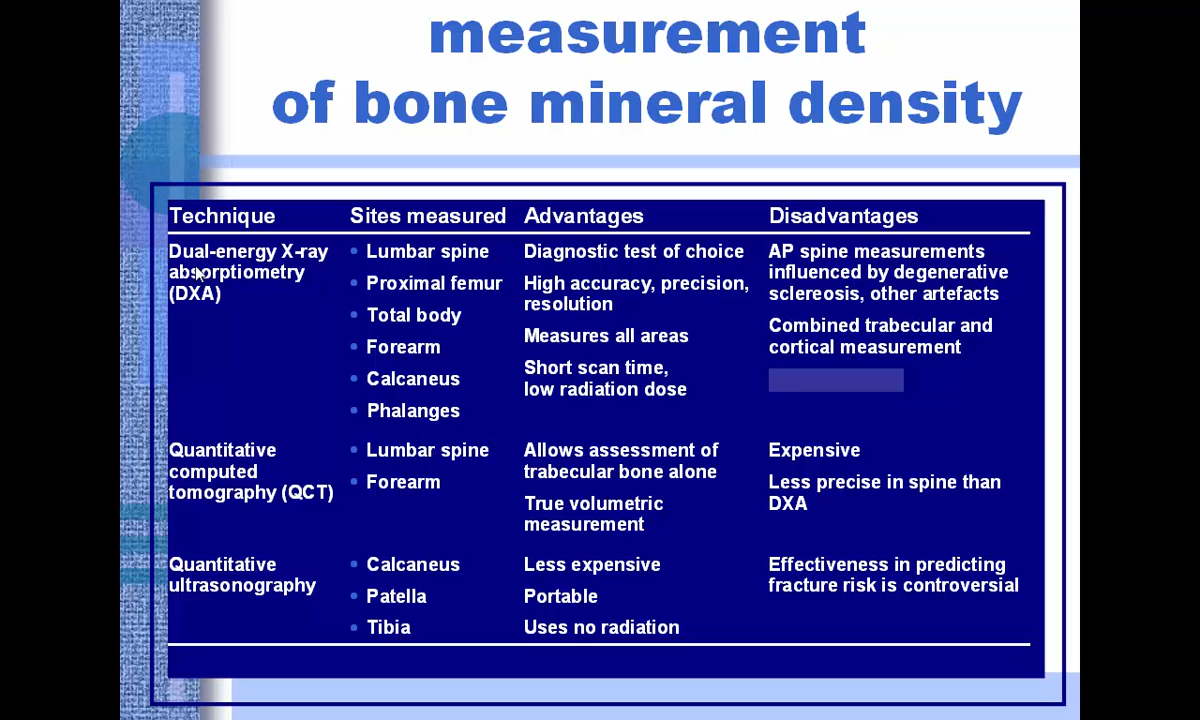 measurement
of bone mineral density
Technique Sites measured Advantages Disadvantages
Dual-energy X-ray
absorptiometry
(DXA)
• Lumbar spine
• Proximal femur
• Total body
• Forearm
• Calcaneus
• Phalanges
Diagnostic test of choice
High accuracy, precision,
resolution
Measures all areas
Short scan time,
low radiation dose
AP spine measurements
influenced by degenerative
sclereosis, other artefacts
Combined trabecular and
cortical measurement
Quantitative
computed
tomography (QCT)
• Lumbar spine
• Forearm
Allows assessment of
trabecular bone alone
True volumetric
measurement
Expensive
Less precise in spine than
DXA
Quantitative
ultrasonography
• Calcaneus
• Patella
• Tibia
Less expensive
Portable
Uses no radiation
Effectiveness in predicting
fracture risk is controversial